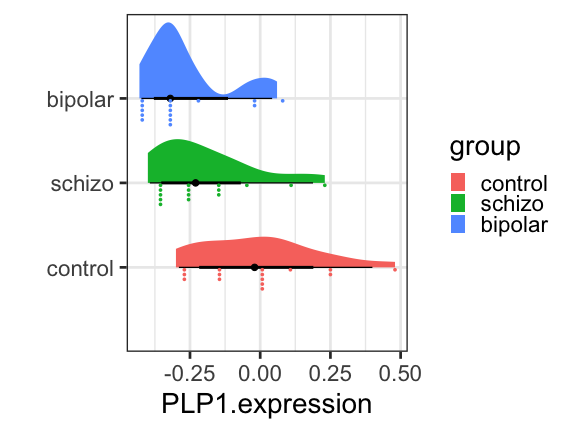 bipolar
schizo
control
-0.25 0.00 0.25 0.50
PLP1.expression
group
control
schizo
bipolar